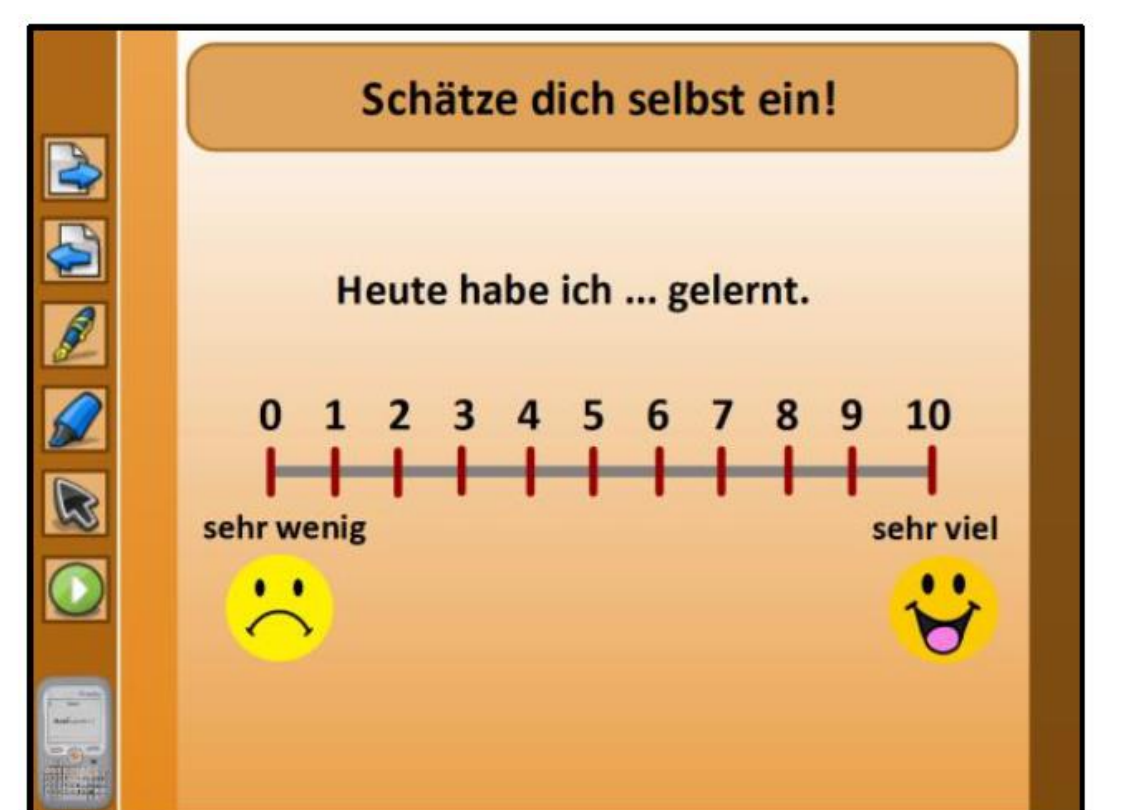 Schätze dich selbst ein!
Heute habe ich ... gelernt.
0 1 2 3 4 5 6 7 8 9 10
sehr wenig sehr viel